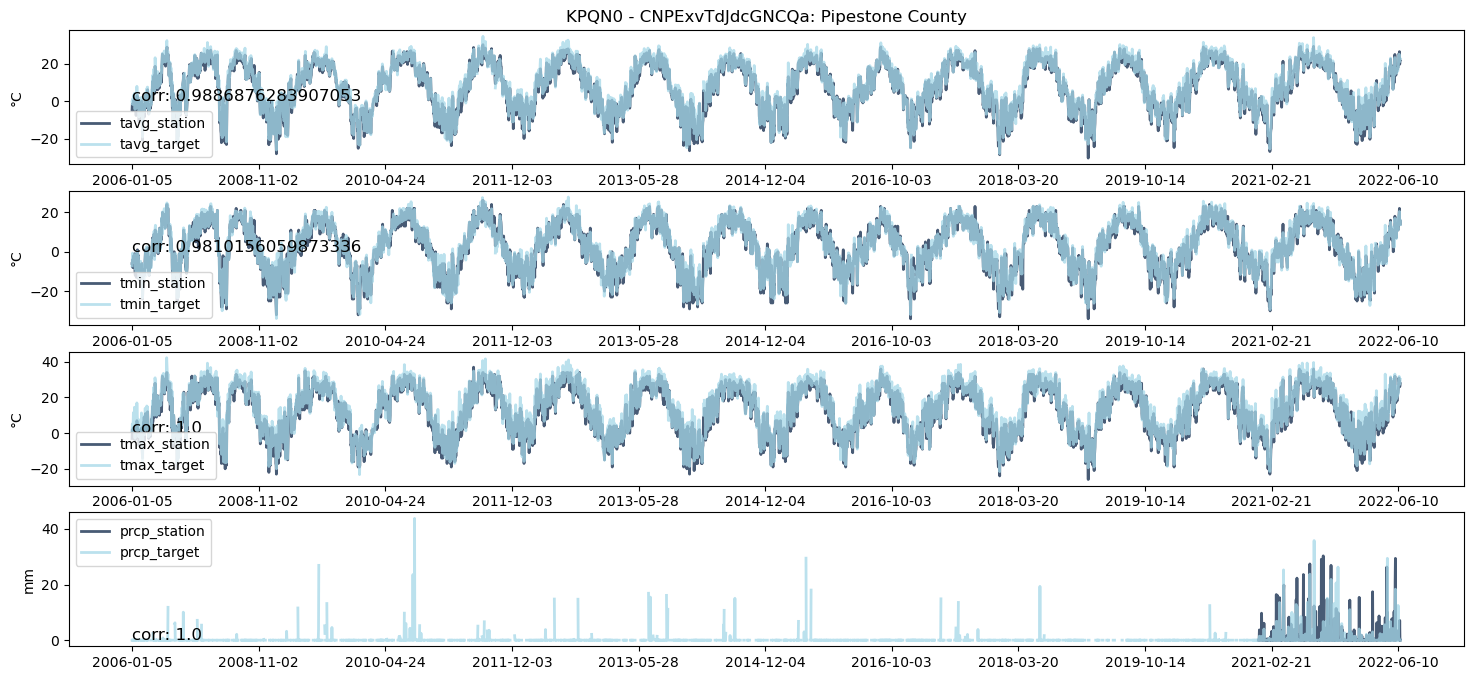 KPQN0 - CNPExvTdJdcGNCQa: Pipestone County
20
0
−20
°C
corr: 0.9886876283907053
tavg_station
tavg_target
2006-01-05 2008-11-02 2010-04-24 2011-12-03 2013-05-28 2014-12-04 2016-10-03 2018-03-20 2019-10-14 2021-02-21 2022-06-10
20
0
−20
°C
corr: 0.9810156059873336
tmin_station
tmin_target
2006-01-05 2008-11-02 2010-04-24 2011-12-03 2013-05-28 2014-12-04 2016-10-03 2018-03-20 2019-10-14 2021-02-21 2022-06-10
40
20
0
−20
°C
corr: 1.0
tmax_station
tmax_target
2006-01-05 2008-11-02 2010-04-24 2011-12-03 2013-05-28 2014-12-04 2016-10-03 2018-03-20 2019-10-14 2021-02-21 2022-06-10
40
20
0
mm
prcp_station
prcp_target
corr: 1.0
2006-01-05 2008-11-02 2010-04-24 2011-12-03 2013-05-28 2014-12-04 2016-10-03 2018-03-20 2019-10-14 2021-02-21 2022-06-10